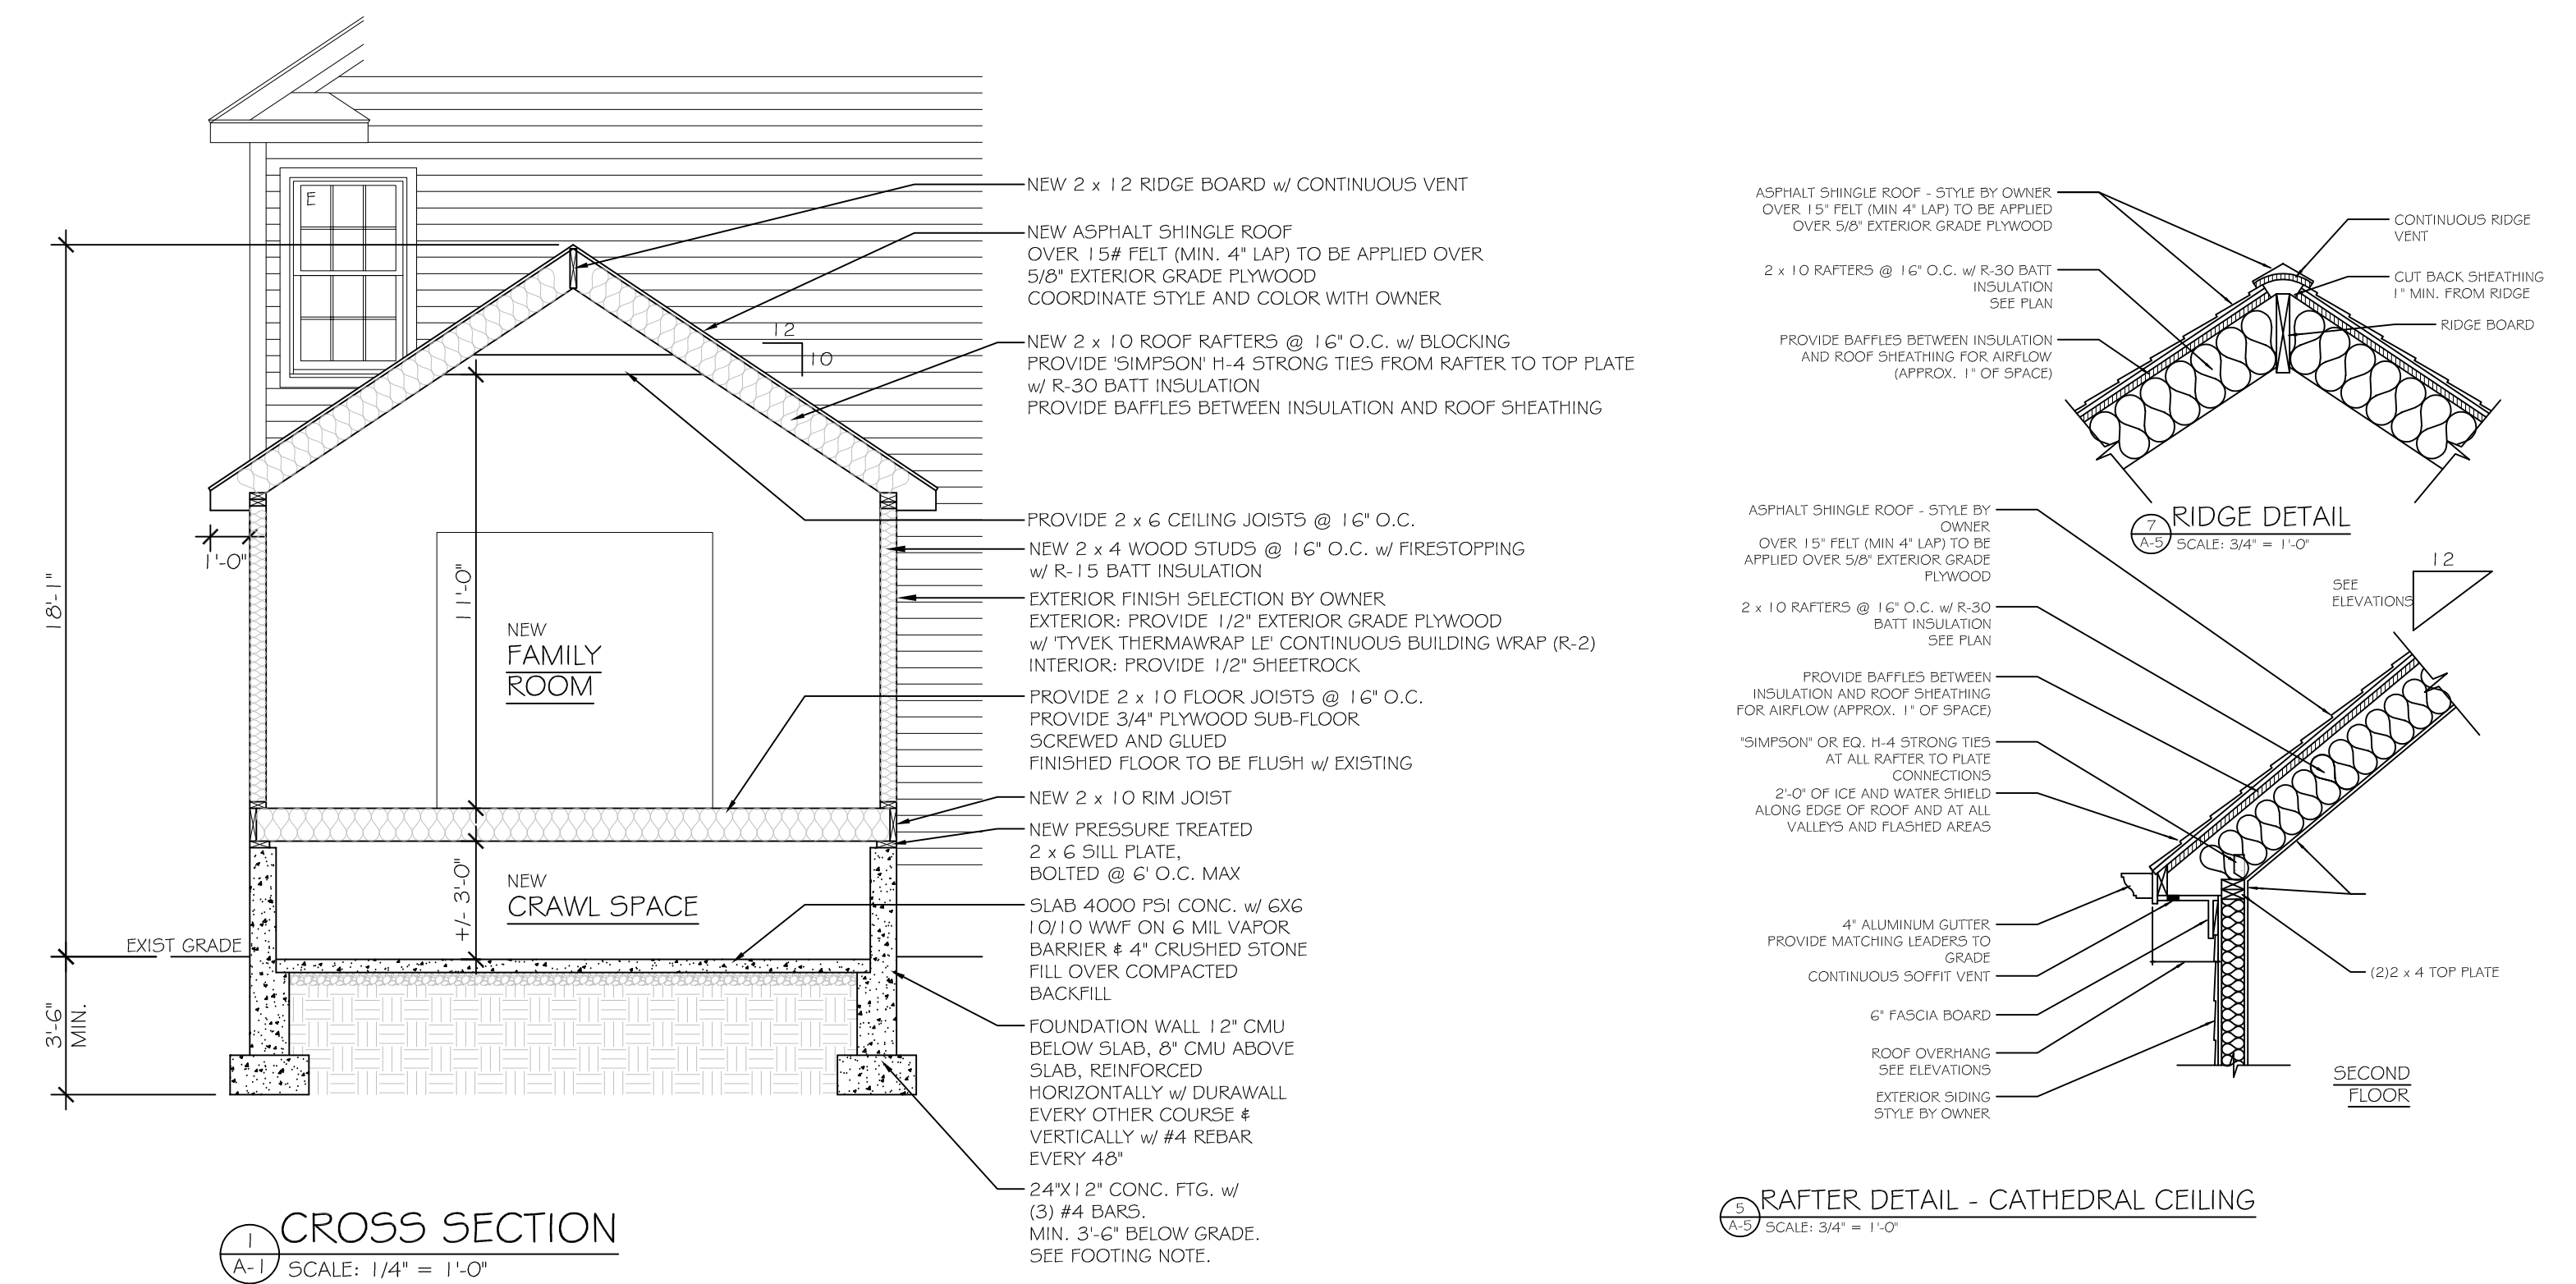 E
18'-1"
1'-0"
11'-0"
12
10
NEW
FAMILY
ROOM
NEW
CRAWL SPACE
+/- 3'-0"
EXIST GRADE
3'-6"
MIN.
NEW 2 x 12 RIDGE BOARD w/ CONTINUOUS VENT
NEW ASPHALT SHINGLE ROOF
OVER 15# FELT (MIN. 4" LAP) TO BE APPLIED OVER
5/8" EXTERIOR GRADE PLYWOOD
COORDINATE STYLE AND COLOR WITH OWNER
NEW 2 x 10 ROOF RAFTERS @ 16" O.C. w/ BLOCKING
PROVIDE 'SIMPSON' H-4 STRONG TIES FROM RAFTER TO TOP PLATE
w/ R-30 BATT INSULATION
PROVIDE BAFFLES BETWEEN INSULATION AND ROOF SHEATHING
PROVIDE 2 x 6 CEILING JOISTS @ 16" O.C.
NEW 2 x 4 WOOD STUDS @ 16" O.C. w/ FIRESTOPPING
w/ R-15 BATT INSULATION
EXTERIOR FINISH SELECTION BY OWNER
EXTERIOR: PROVIDE 1/2" EXTERIOR GRADE PLYWOOD
w/ 'TYVEK THERMAWRAP LE' CONTINUOUS BUILDING WRAP (R-2)
INTERIOR: PROVIDE 1/2" SHEETROCK
PROVIDE 2 x 10 FLOOR JOISTS @ 16" O.C.
PROVIDE 3/4" PLYWOOD SUB-FLOOR
SCREWED AND GLUED
FINISHED FLOOR TO BE FLUSH w/ EXISTING
NEW 2 x 10 RIM JOIST
NEW PRESSURE TREATED
2 x 6 SILL PLATE,
BOLTED @ 6' O.C. MAX
SLAB 4000 PSI CONC. w/ 6X6
10/10 WWF ON 6 MIL VAPOR
BARRIER & 4" CRUSHED STONE
FILL OVER COMPACTED
BACKFILL
FOUNDATION WALL 12" CMU
BELOW SLAB, 8" CMU ABOVE
SLAB, REINFORCED
HORIZONTALLY w/ DURAWALL
EVERY OTHER COURSE &
VERTICALLY w/ #4 REBAR
EVERY 48"
24"X12" CONC. FTG. w/
(3) #4 BARS.
MIN. 3'-6" BELOW GRADE.
SEE FOOTING NOTE.
1
A-1
CROSS SECTION
SCALE: 1/4" = 1'-0"
ASPHALT SHINGLE ROOF - STYLE BY OWNER
OVER 15" FELT (MIN 4" LAP) TO BE APPLIED
OVER 5/8" EXTERIOR GRADE PLYWOOD
2 x 10 RAFTERS @ 16" O.C. w/ R-30 BATT
INSULATION
SEE PLAN
PROVIDE BAFFLES BETWEEN INSULATION
AND ROOF SHEATHING FOR AIRFLOW
(APPROX. 1" OF SPACE)
CONTINUOUS RIDGE
VENT
CUT BACK SHEATHING
1" MIN. FROM RIDGE
RIDGE BOARD
7
A-5
RIDGE DETAIL
SCALE: 3/4" = 1'-0"
ASPHALT SHINGLE ROOF - STYLE BY
OWNER
OVER 15" FELT (MIN 4" LAP) TO BE
APPLIED OVER 5/8" EXTERIOR GRADE
PLYWOOD
2 x 10 RAFTERS @ 16" O.C. w/ R-30
BATT INSULATION
SEE PLAN
PROVIDE BAFFLES BETWEEN
INSULATION AND ROOF SHEATHING
FOR AIRFLOW (APPROX. 1" OF SPACE)
"SIMPSON" OR EQ. H-4 STRONG TIES
AT ALL RAFTER TO PLATE
CONNECTIONS
2'-0" OF ICE AND WATER SHIELD
ALONG EDGE OF ROOF AND AT ALL
VALLEYS AND FLASHED AREAS
4" ALUMINUM GUTTER
PROVIDE MATCHING LEADERS TO
GRADE
CONTINUOUS SOFFIT VENT
6" FASCIA BOARD
ROOF OVERHANG
SEE ELEVATIONS
EXTERIOR SIDING
STYLE BY OWNER
12
SEE
ELEVATIONS
(2)2 x 4 TOP PLATE
SECOND
FLOOR
5
A-5
RAFTER DETAIL - CATHEDRAL CEILING
SCALE: 3/4" = 1'-0"